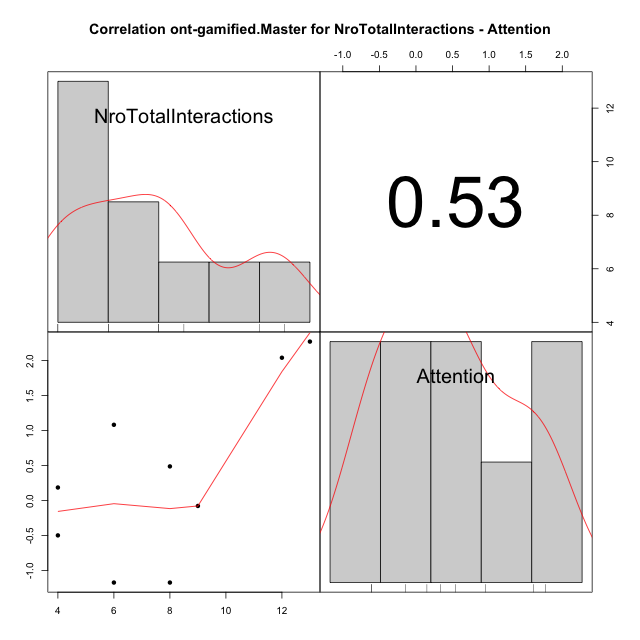 Correlation ont-gamified.Master for NroTotalInteractions - Attention
-1.0 -0.5 0.0 0.5 1.0 1.5 2.0
NroTotalInteractions
0.53
12
10
8
6
4
Attention
2.0
1.5
1.0
0.5
0.0
-0.5
-1.0
4 6 8 10 12